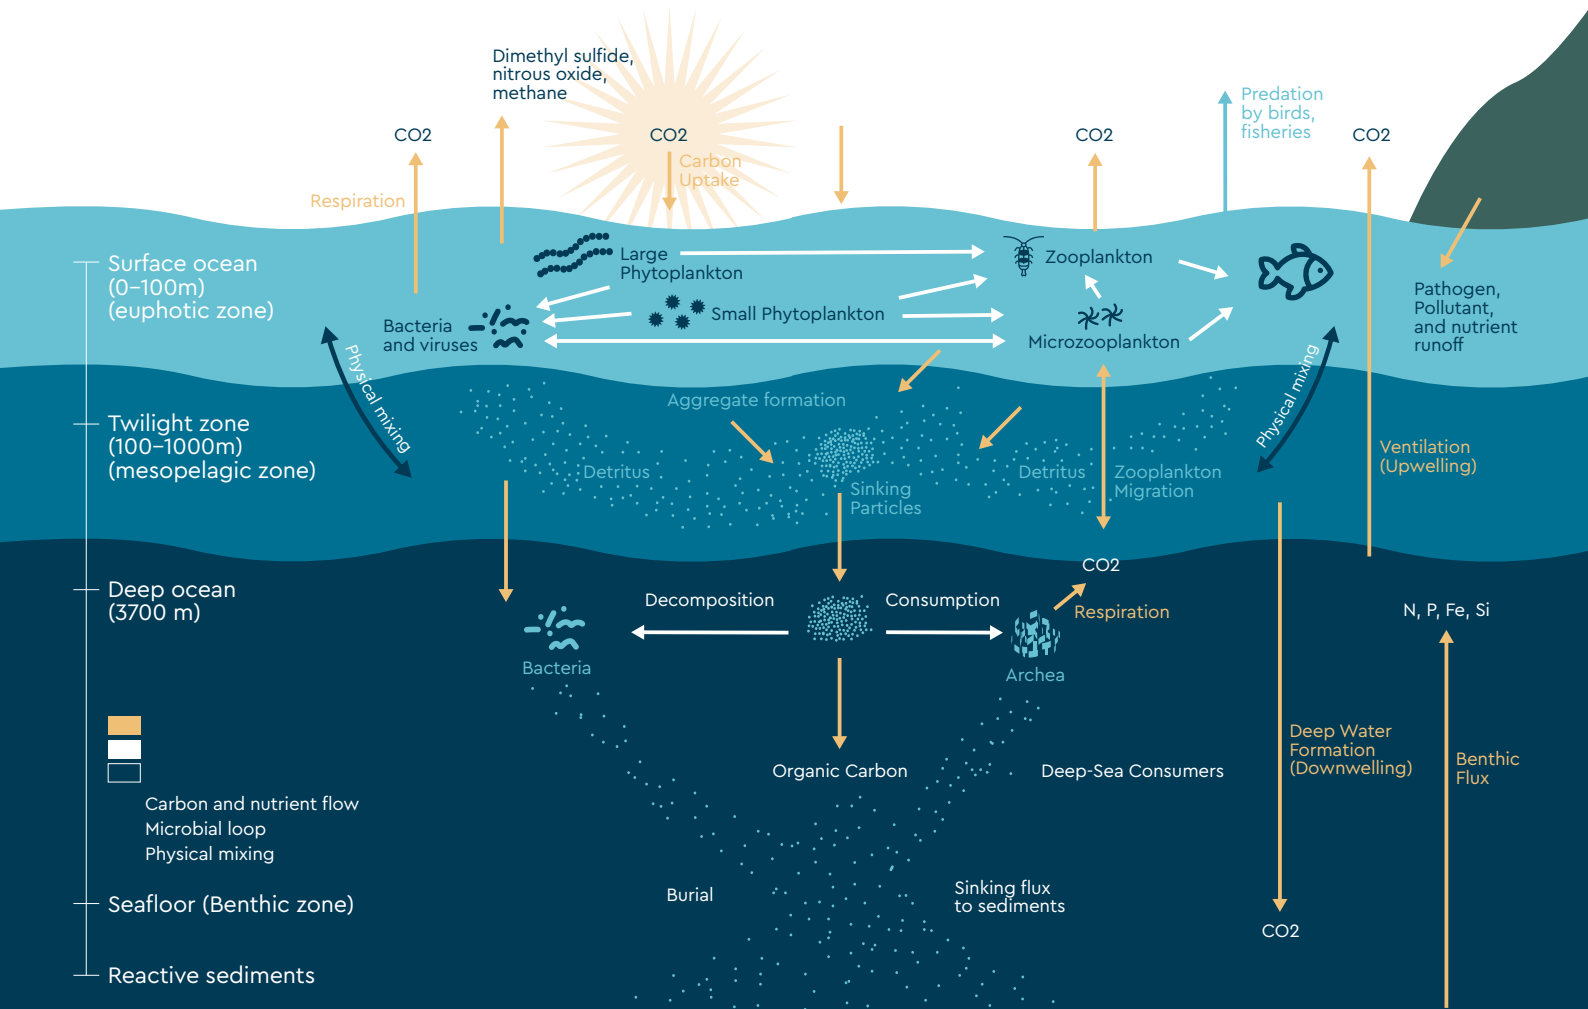 Dimethyl sulfide,
nitrous oxide,
methane
CO2
CO2
Carbon
Uptake
CO2
Predation
by birds,
fisheries
CO2
Respiration
Surface ocean
(0–100m)
(euphotic zone)
Large
Phytoplankton
Zooplankton
Bacteria
and viruses
Small Phytoplankton
Microzooplankton
Pathogen,
Pollutant,
and nutrient
runoff
Physical mixing
Physical mixing
Twilight zone
(100–1000m)
(mesopelagic zone)
Aggregate formation
Detritus
Sinking
Particles
Detritus
Zooplankton
Migration
Ventilation
(Upwelling)
Deep ocean
(3700 m)
CO2
Decomposition
Consumption
Respiration
N, P, Fe, Si
Bacteria
Archea
Organic Carbon
Deep-Sea Consumers
Deep Water
Formation
(Downwelling)
Benthic
Flux
Carbon and nutrient flow
Microbial loop
Physical mixing
Burial
Sinking flux
to sediments
Seafloor (Benthic zone)
CO2
Reactive sediments